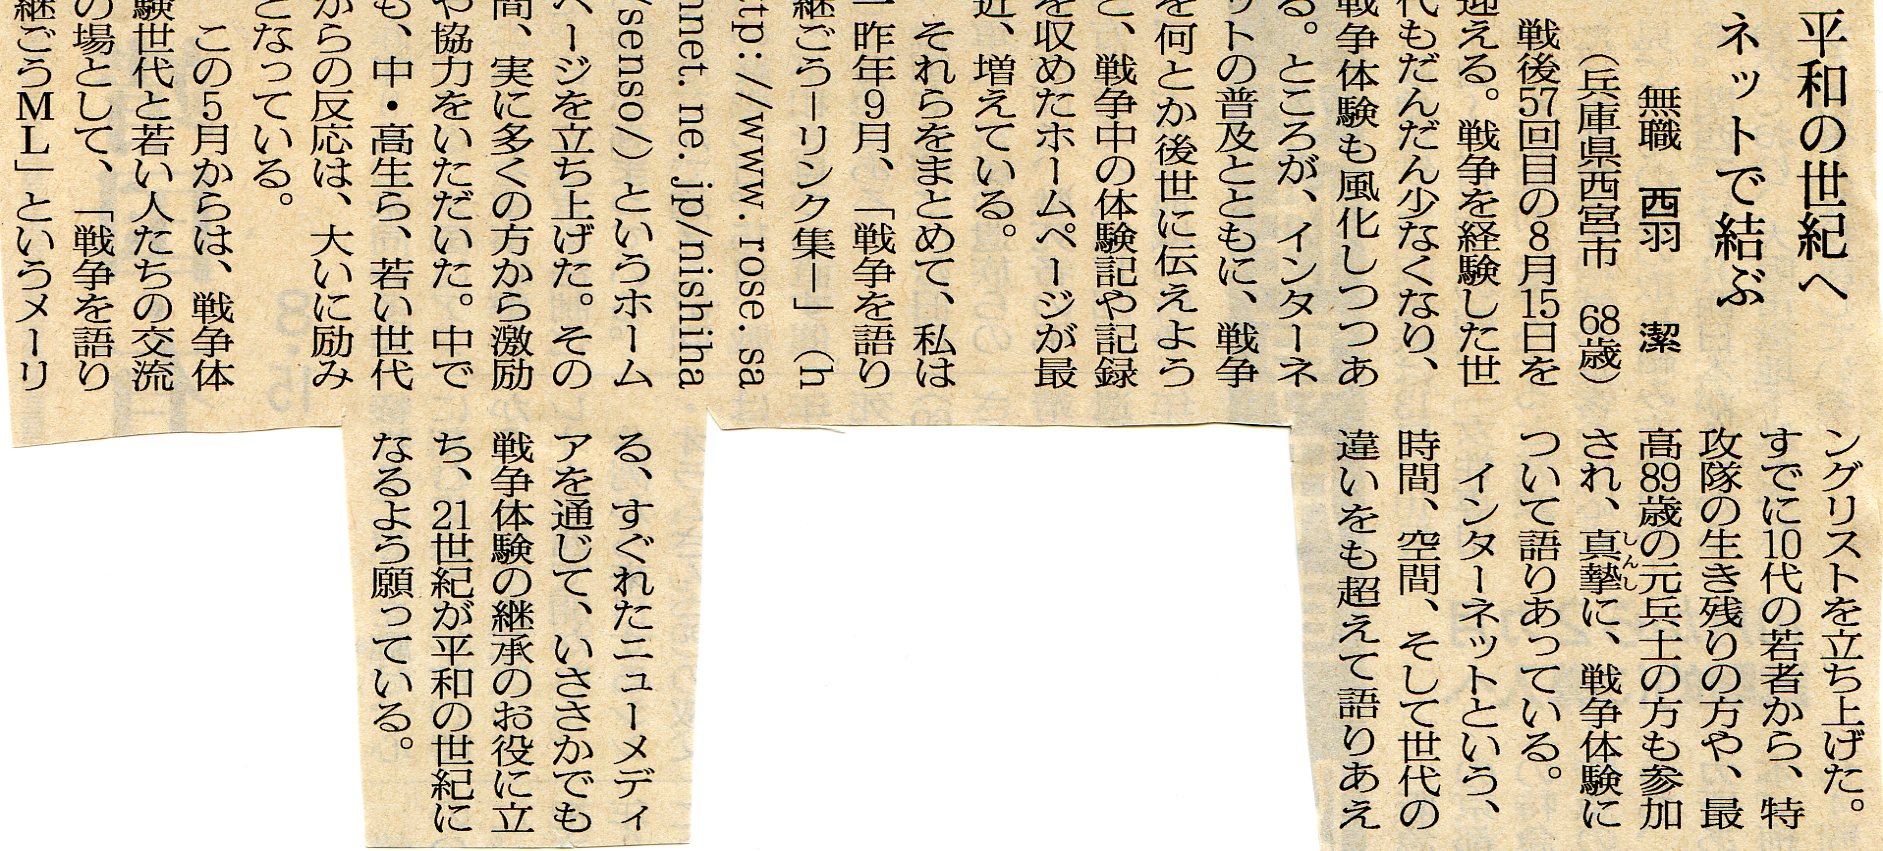 平和の世紀へ
ネットで結ぶ
無職 西羽 潔
(兵庫県西宮市 68歳)
戦後57回目の8月15日を
迎える。戦争を経験した世
代もだんだん少なくなり、
戦争体験も風化しつつあ
る。ところが、インターネ
ットの普及とともに、戦争
を何とか後世に伝えよう
と、戦争中の体験記や記録
を収めたホームページが最
近、増えている。
それらをまとめて、私は
一昨年9月、「戦争を語り
継ごう−リンク集−」(h
ttp://www.rose.sa
nnet.ne.jp/nishiha
/senso/)というホーム
ページを立ち上げた。その
間、実に多くの方から激励
や協力をいただいた。中で
も、中・高生ら、若い世代
からの反応は、大いに励み
となっている。
この5月からは、戦争体
験世代と若い人たちの交流
の場として、「戦争を語り
継ごうML」というメーリ
ングリストを立ち上げた。
すでに10代の若者から、特
攻隊の生き残りの方や、最
高89歳の元兵士の方も参加
され、真摯(しんし)に、戦争体験に
ついて語りあっている。
インターネットという、
時間、空間、そして世代の
違いをも超えて語りあえ
る、すぐれたニューメディ
アを通じて、いささかでも
戦争体験の継承のお役に立
ち、21世紀が平和の世紀に
なるよう願っている。